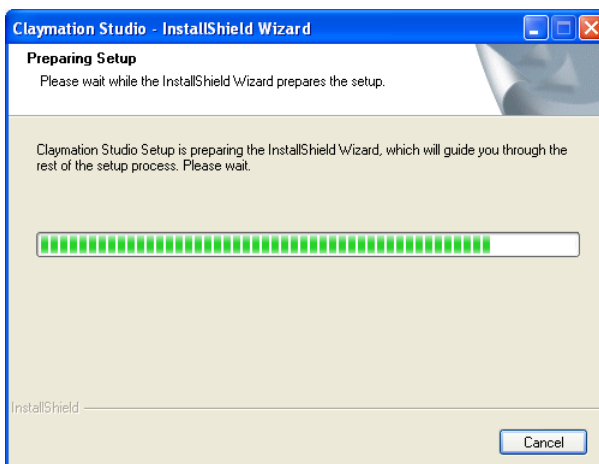 Claymation Studio - InstallShield Wizard
Preparing Setup
Please wait while the InstallShield Wizard prepares the setup.
Claymation Studio Setup is preparing the InstallShield Wizard, which will guide you through the
rest of the setup process. Please wait.
InstallShield
Cancel